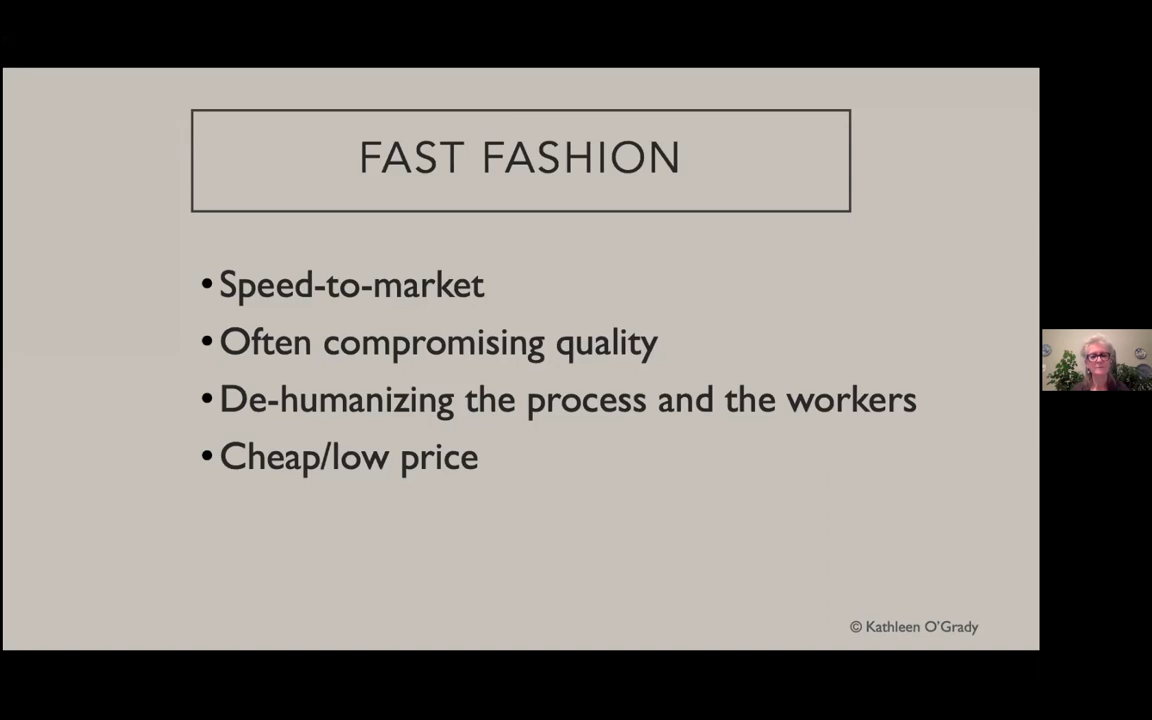 FAST FASHION
•Speed-to-market
•Often compromising quality
•De-humanizing the process and the workers
•Cheap/low price
© Kathleen O'Grady